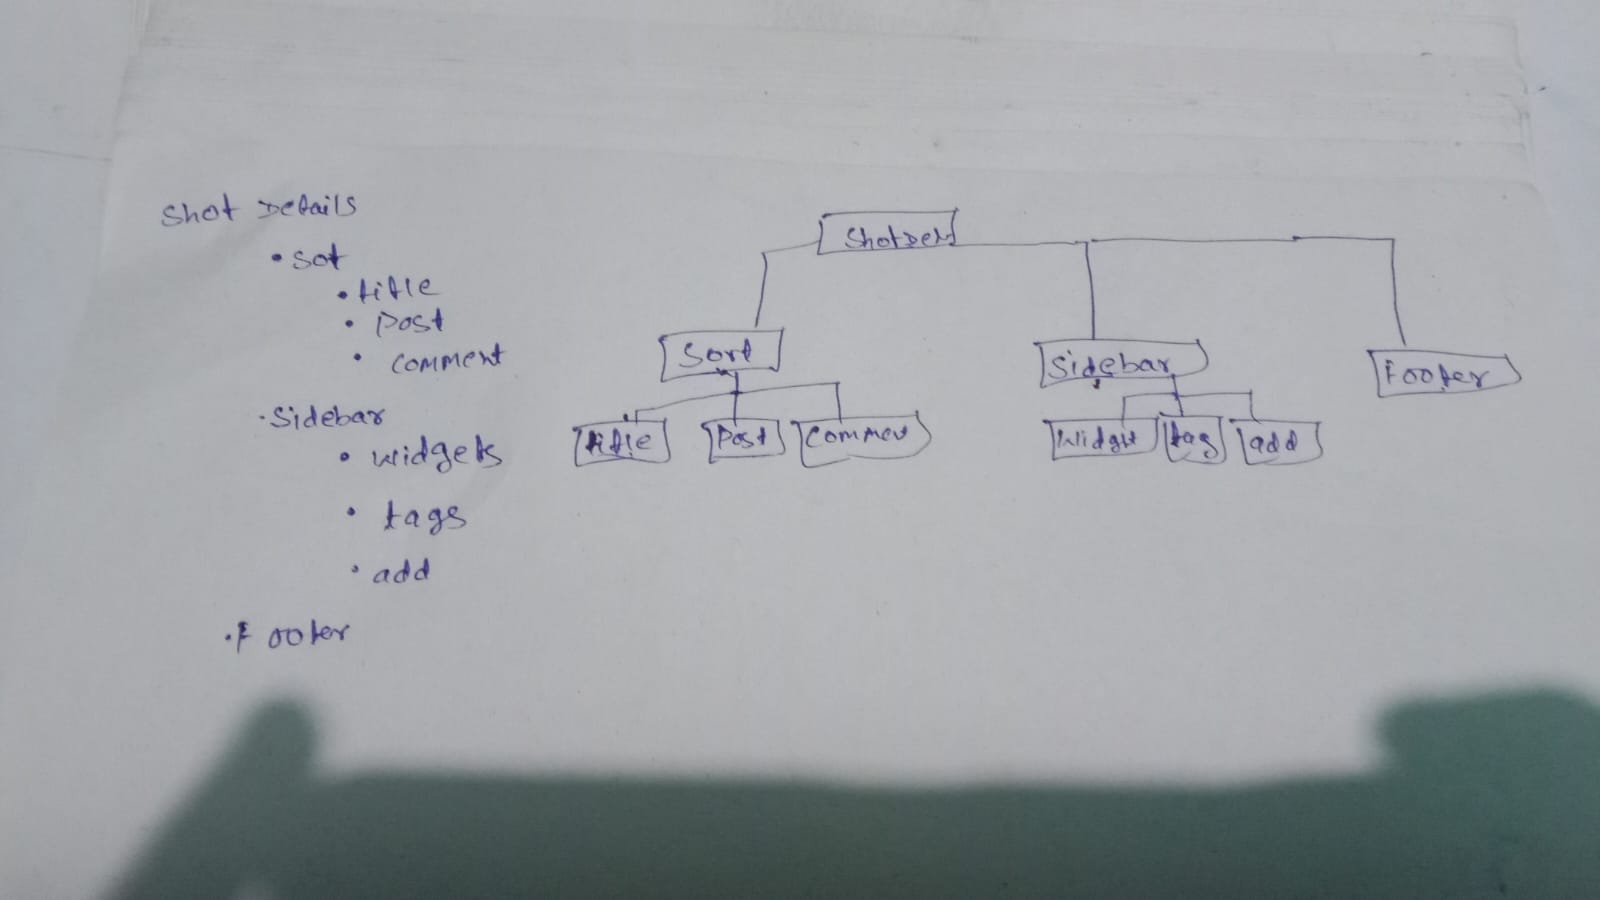 Shot Details
• sot
• title
• post
• comment
• Sidebar
• widgets
• tags
• add
• Footer
ShotDet
Sort
Sidebar
Footer
title
Post
Commen
Widget
tag
add